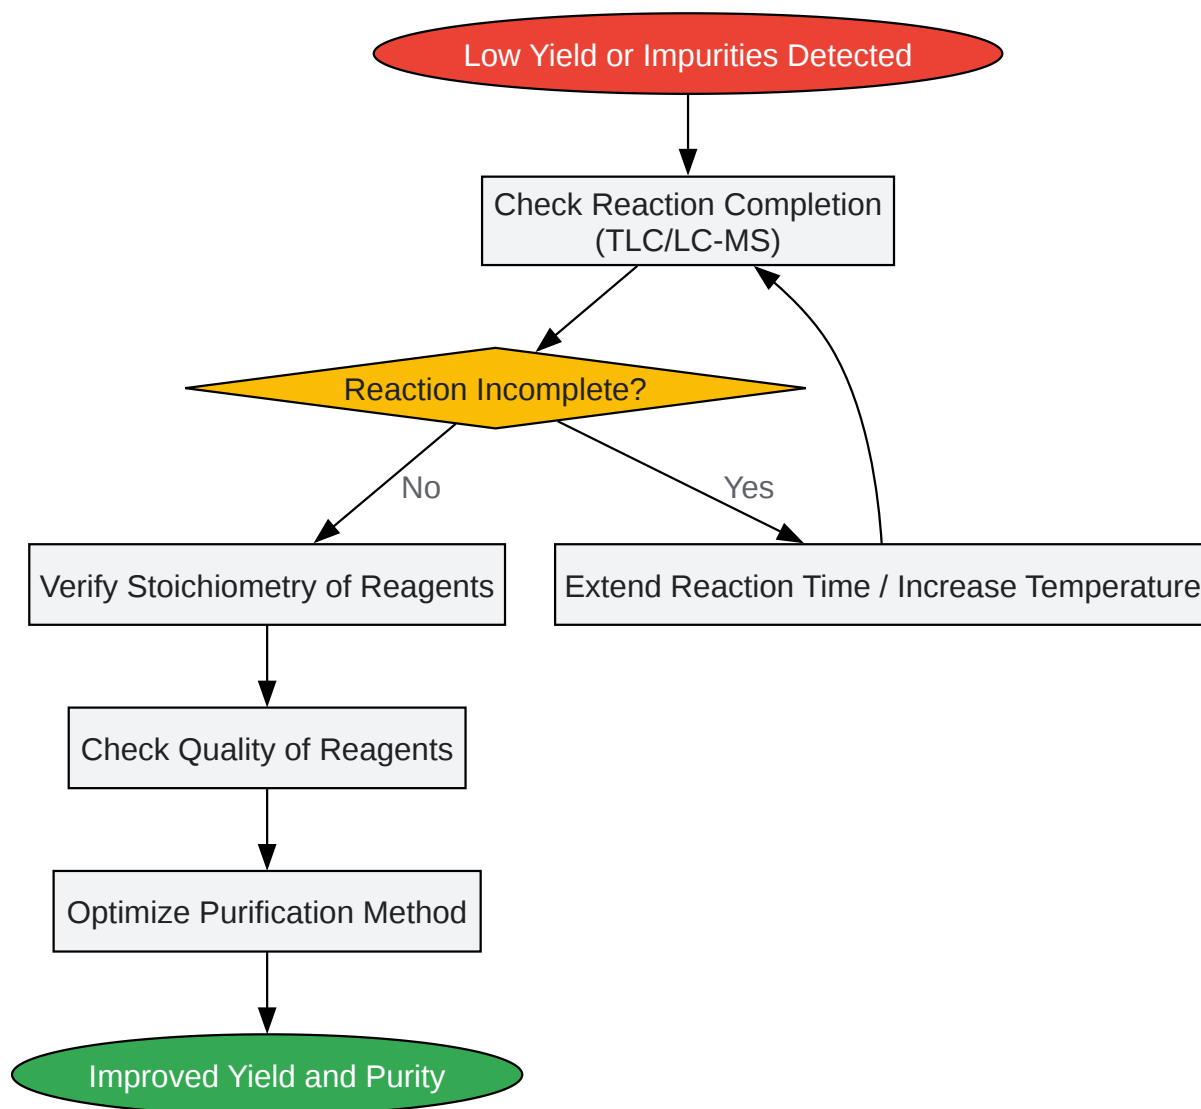 Low Yield or Impurities Detected
Check Reaction Completion
(TLC/LC-MS)
Reaction Incomplete?
No
Yes
Verify Stoichiometry of Reagents
Extend Reaction Time / Increase Temperature
Check Quality of Reagents
Optimize Purification Method
Improved Yield and Purity